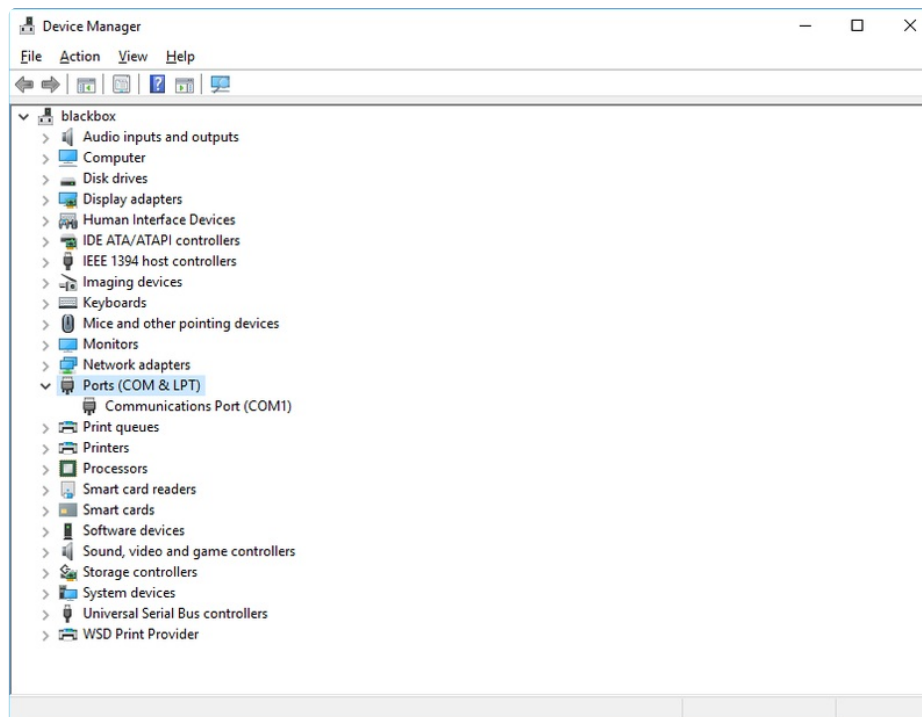 Device Manager
File Action View Help
blackbox
Audio inputs and outputs
Computer
Disk drives
Display adapters
Human Interface Devices
IDE ATA/ATAPI controllers
IEEE 1394 host controllers
Imaging devices
Keyboards
Mice and other pointing devices
Monitors
Network adapters
Ports (COM & LPT)
Communications Port (COM1)
Print queues
Printers
Processors
Smart card readers
Smart cards
Software devices
Sound, video and game controllers
Storage controllers
System devices
Universal Serial Bus controllers
WSD Print Provider